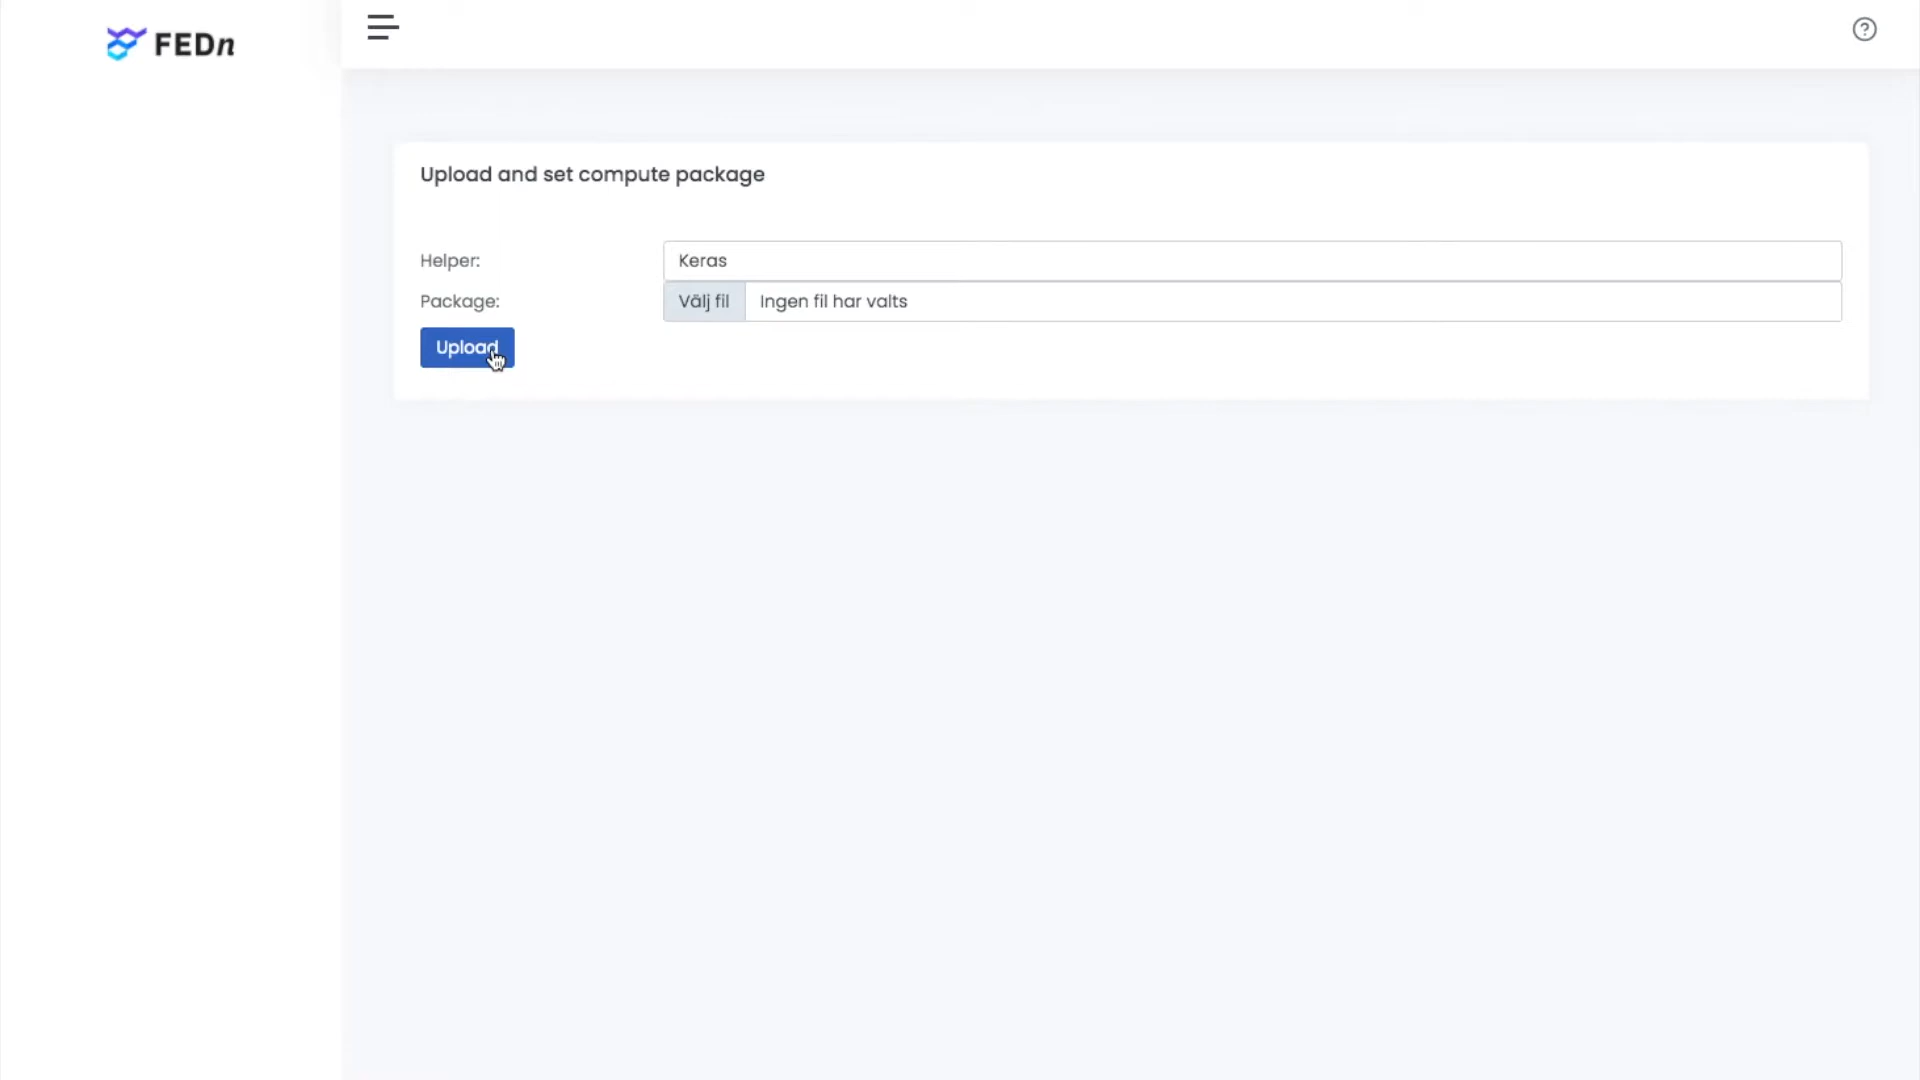 FEDn
Upload and set compute package
Helper:
Keras
Package:
Välj fil
Ingen fil har valts
Upload